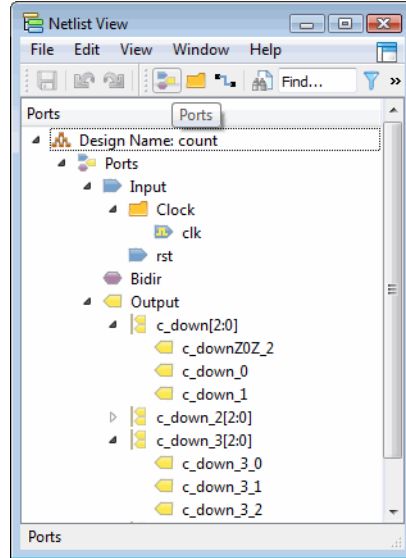 Netlist View
File Edit View Window Help
Find...
Ports
Ports
Design Name: count
Ports
Input
Clock
clk
rst
Bidir
Output
c_down[2:0]
c_downZ0Z_2
c_down_0
c_down_1
c_down_2[2:0]
c_down_3[2:0]
c_down_3_0
c_down_3_1
c_down_3_2
Ports